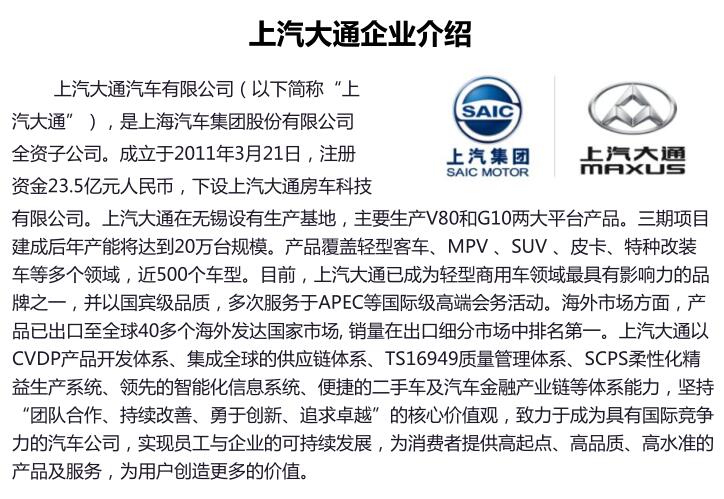 上汽大通企业介绍
上汽大通汽车有限公司（以下简称“上
汽大通”），是上海汽车集团股份有限公司
全资子公司。成立于2011年3月21日，注册
资金23.5亿元人民币，下设上汽大通房车科技
SAIC
上汽集团
SAIC MOTOR
上汽大通
MAXUS
有限公司。上汽大通在无锡设有生产基地，主要生产V80和G10两大平台产品。三期项目
建成后年产能将达到20万台规模。产品覆盖轻型客车、MPV 、SUV 、皮卡、特种改装
车等多个领域，近500个车型。目前，上汽大通已成为轻型商用车领域最具有影响力的品
牌之一，并以国宾级品质，多次服务于APEC等国际级高端会务活动。海外市场方面，产
品已出口至全球40多个海外发达国家市场, 销量在出口细分市场中排名第一。上汽大通以
CVDP产品开发体系、集成全球的供应链体系、TS16949质量管理体系、SCPS柔性化精
益生产系统、领先的智能化信息系统、便捷的二手车及汽车金融产业链等体系能力，坚持
“团队合作、持续改善、勇于创新、追求卓越”的核心价值观，致力于成为具有国际竞争
力的汽车公司，实现员工与企业的可持续发展，为消费者提供高起点、高品质、高水准的
产品及服务，为用户创造更多的价值。